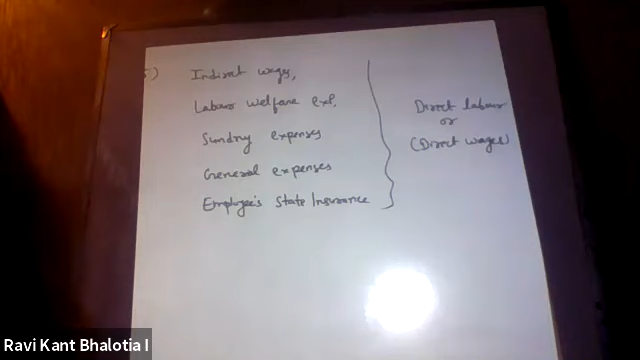 5) Indirect wages,
Labour welfare exp.
Sundry expenses
General expenses
Employee's State Insurance
Direct labour
or
(Direct wages)
Ravi Kant Bhalotia I